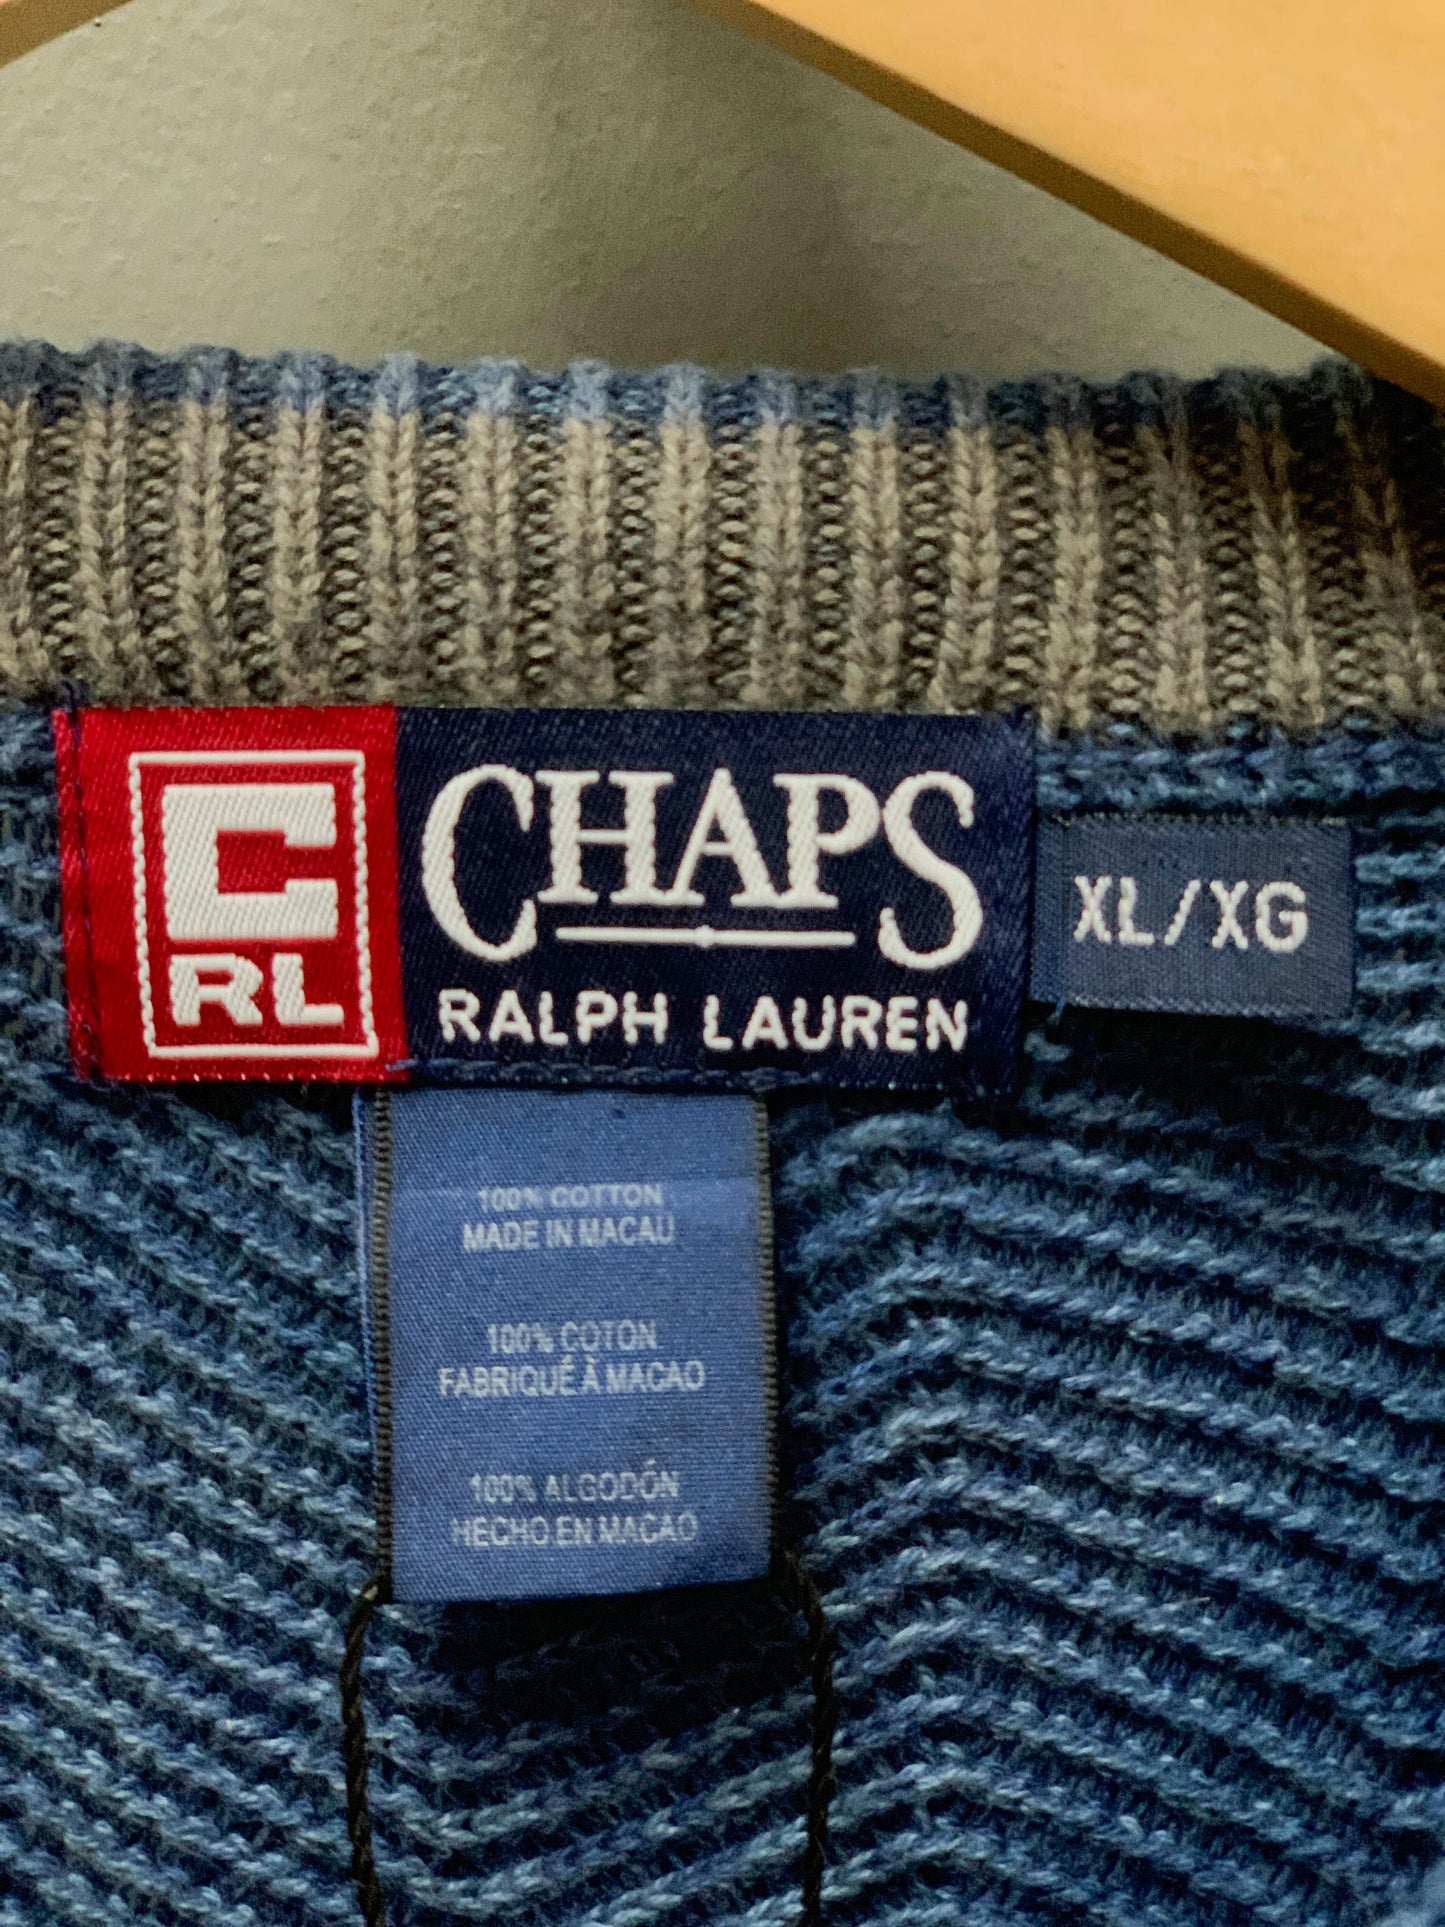 C
RL
CHAPS
RALPH LAUREN
XL/XG
100% COTTON
MADE IN MACAU
100% COTON
FABRIQUÉ À MACAO
100% ALGODÓN
HECHO EN MACAO